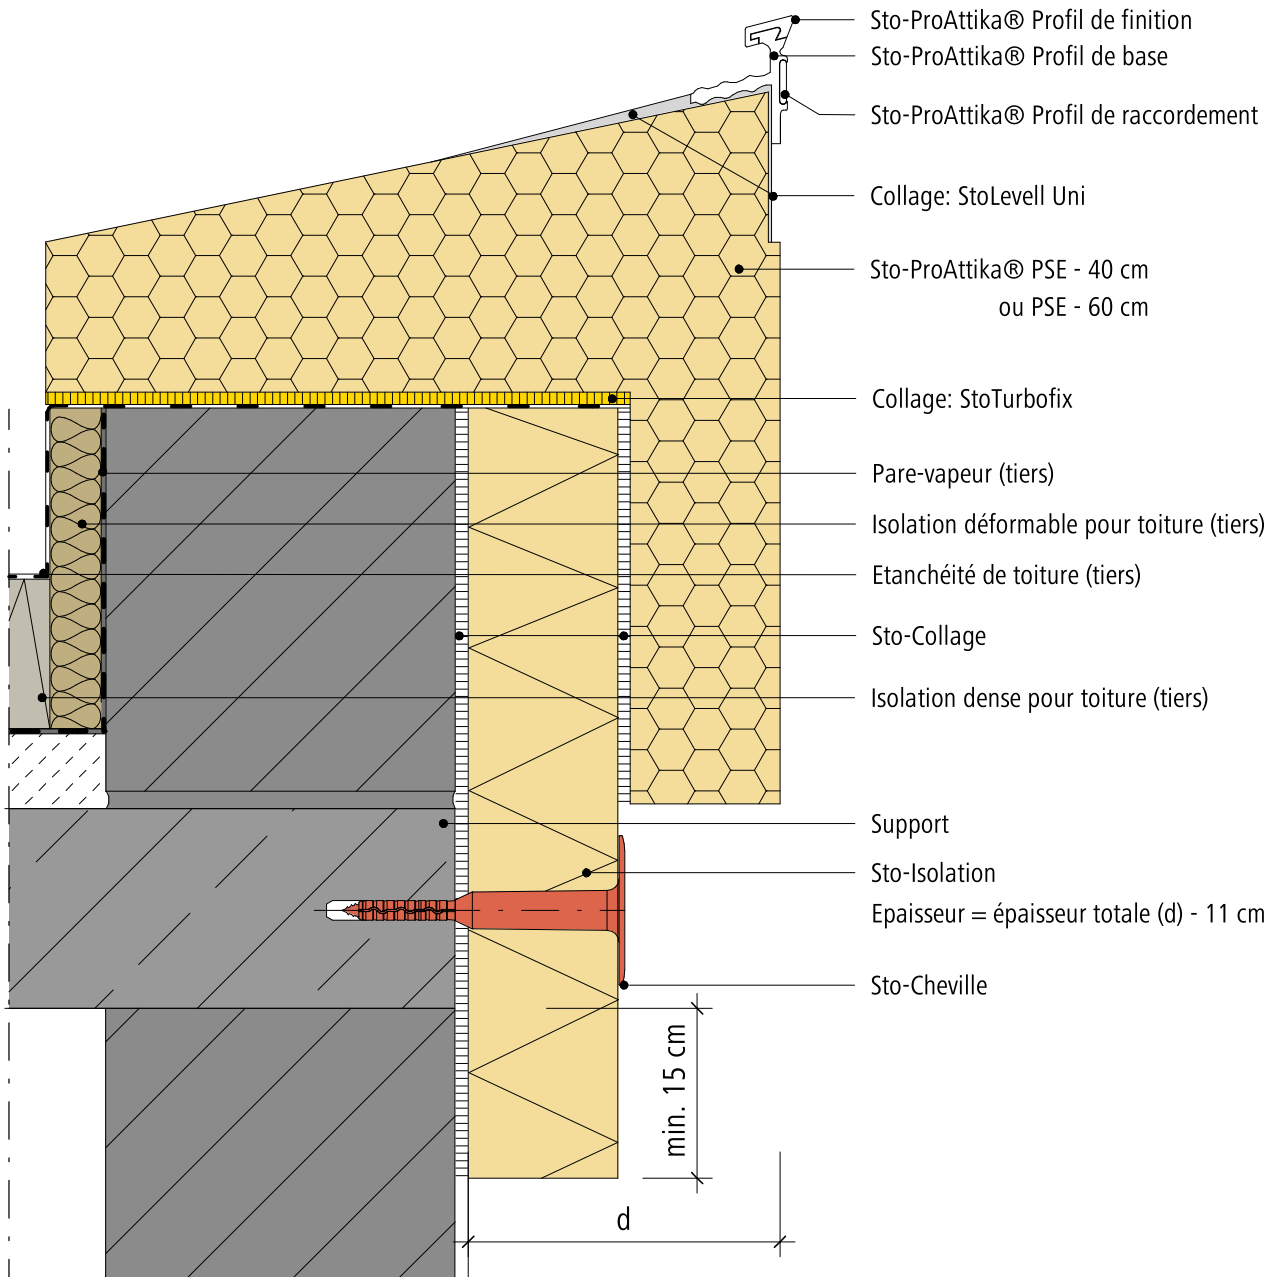 Sto-ProAttika® Profil de finition
Sto-ProAttika® Profil de base
Sto-ProAttika® Profil de raccordement
Collage: StoLevell Uni
Sto-ProAttika® PSE - 40 cm
ou PSE - 60 cm
Collage: StoTurbofix
Pare-vapeur (tiers)
Isolation déformable pour toiture (tiers)
Etanchéité de toiture (tiers)
Sto-Collage
Isolation dense pour toiture (tiers)
Support
Sto-Isolation
Epaisseur = épaisseur totale (d) - 11 cm
Sto-Cheville
min. 15 cm
d